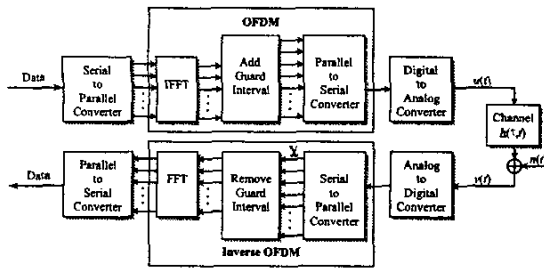 OFDM
Data
Serial
to
Parallel
Converter
IFFT
Add
Guard
Interval
Parallel
to
Serial
Converter
Digital
to
Analog
Converter
u(t)
Channel
h(τ,t)
n(t)
Data
Parallel
to
Serial
Converter
FFT
Remove
Guard
Interval
Y
Serial
to
Parallel
Converter
Analog
to
Digital
Converter
v(t)
Inverse OFDM